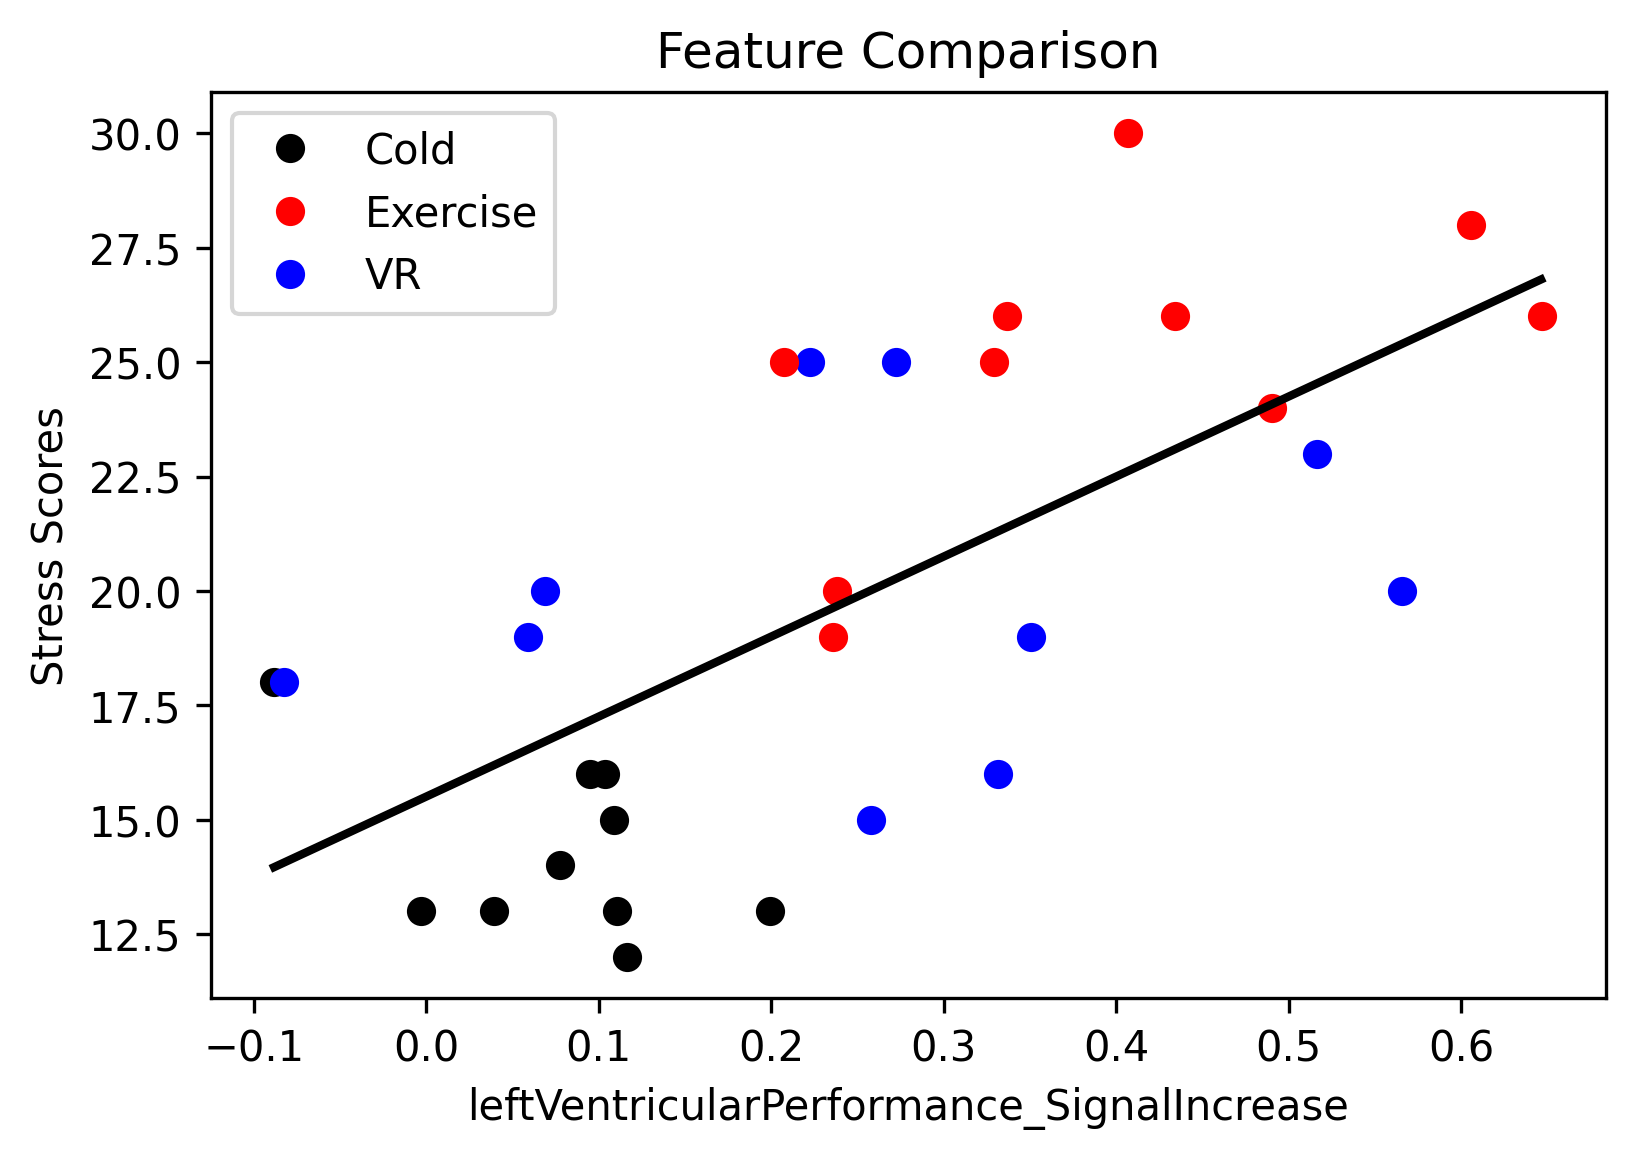 Feature Comparison
Cold
Exercise
VR
30.0
27.5
25.0
22.5
20.0
17.5
15.0
12.5
Stress Scores
−0.1 0.0 0.1 0.2 0.3 0.4 0.5 0.6
leftVentricularPerformance_SignalIncrease